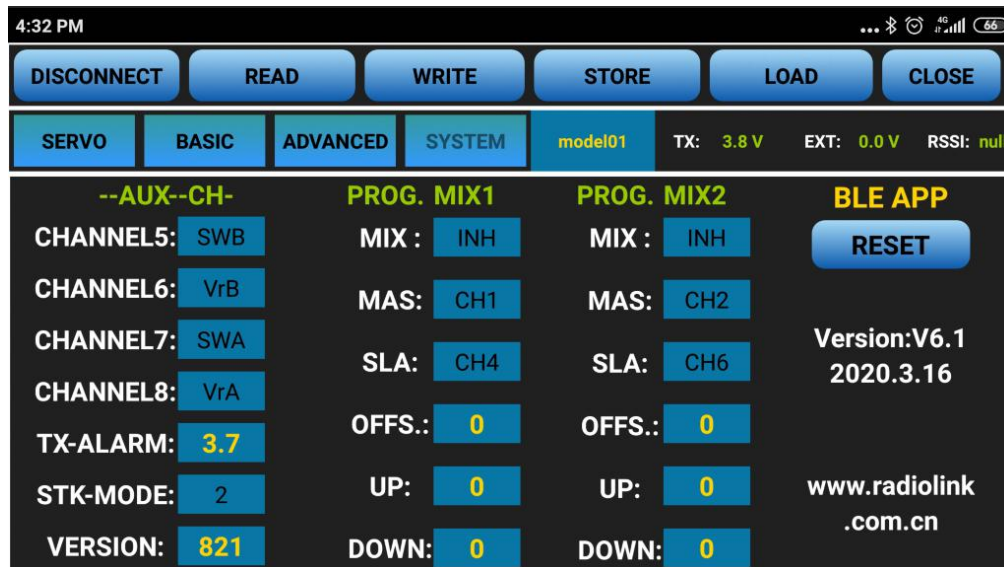 4:32 PM ... 4G 66
DISCONNECT READ WRITE STORE LOAD CLOSE
SERVO BASIC ADVANCED SYSTEM model01 TX: 3.8 V EXT: 0.0 V RSSI: nul
--AUX--CH- PROG. MIX1 PROG. MIX2 BLE APP
CHANNEL5: SWB MIX : INH MIX : INH RESET
CHANNEL6: VrB MAS: CH1 MAS: CH2
CHANNEL7: SWA SLA: CH4 SLA: CH6 Version:V6.1
2020.3.16
CHANNEL8: VrA OFFS.: 0 OFFS.: 0
TX-ALARM: 3.7
STK-MODE: 2 UP: 0 UP: 0 www.radiolink
.com.cn
VERSION: 821 DOWN: 0 DOWN: 0